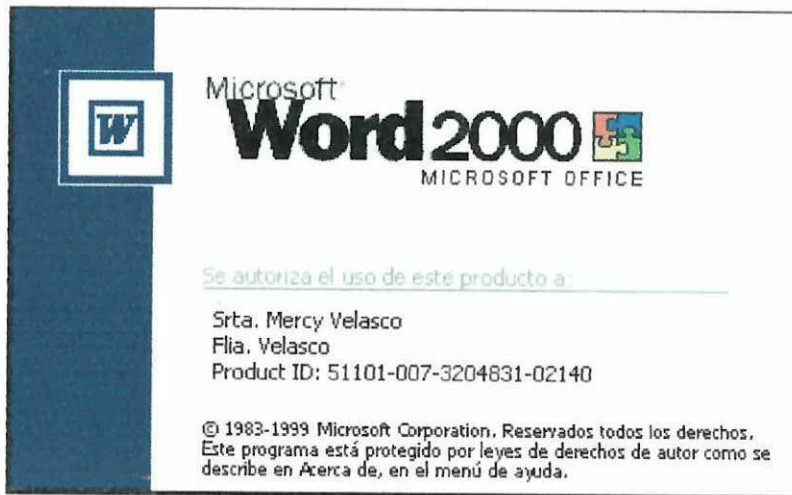 W
Microsoft
Word 2000
MICROSOFT OFFICE
Se autoriza el uso de este producto a:
Srta. Mercy Velasco
Flia. Velasco
Product ID: 51101-007-3204831-02140
© 1983-1999 Microsoft Corporation. Reservados todos los derechos.
Este programa está protegido por leyes de derechos de autor como se
describe en Acerca de, en el menú de ayuda.